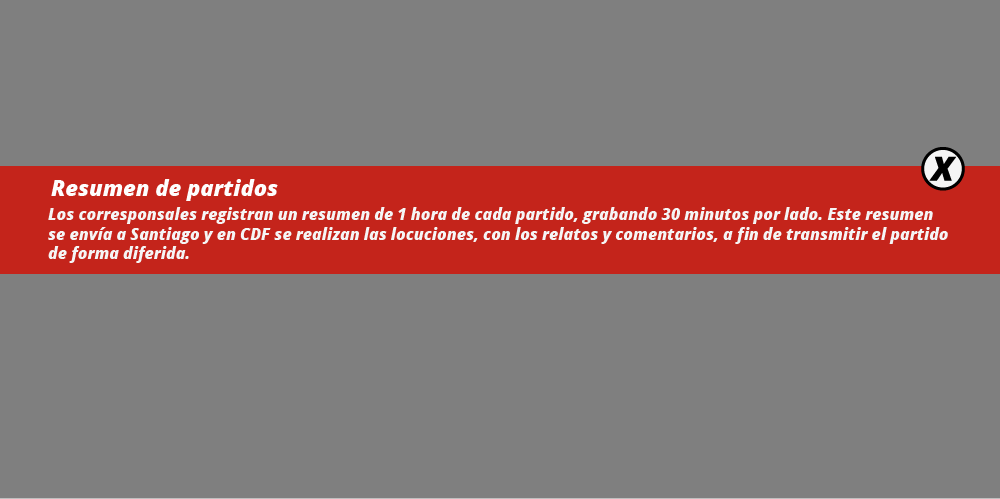 X
Resumen de partidos
Los corresponsales registran un resumen de 1 hora de cada partido, grabando 30 minutos por lado. Este resumen
se envía a Santiago y en CDF se realizan las locuciones, con los relatos y comentarios, a fin de transmitir el partido
de forma diferida.